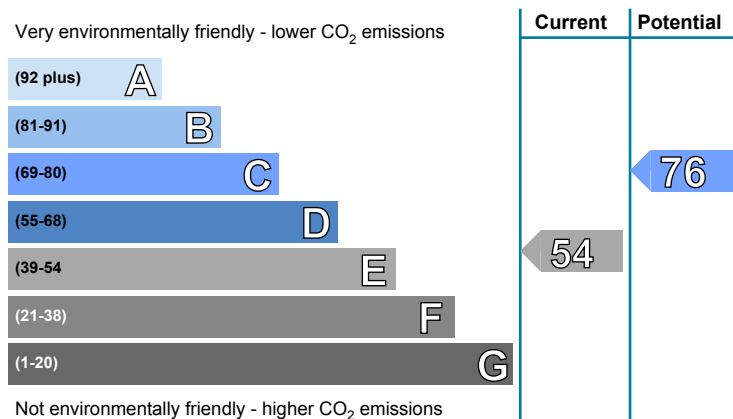 Current Potential
Very environmentally friendly - lower CO₂ emissions
(92 plus) A
(81-91) B
(69-80) C
76
(55-68) D
(39-54 E
54
(21-38) F
(1-20) G
Not environmentally friendly - higher CO₂ emissions